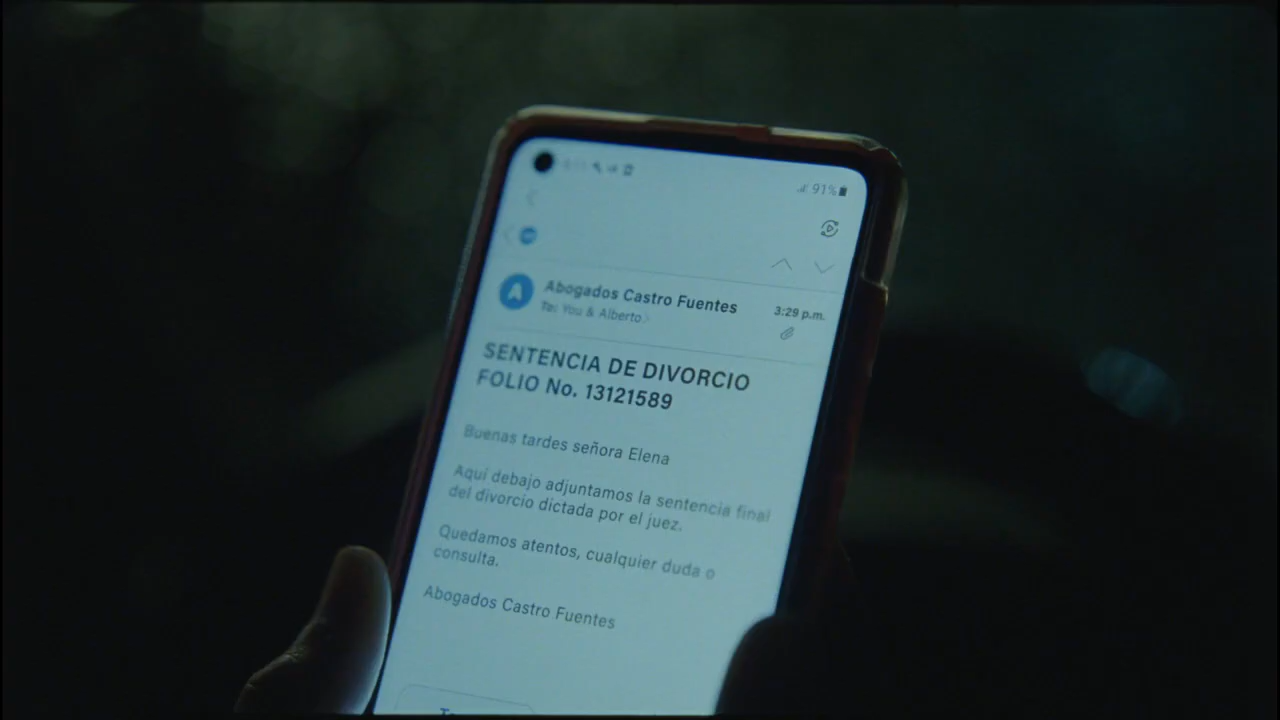 91%
Abogados Castro Fuentes
3:29 p.m.
To: You & Alberto
A
SENTENCIA DE DIVORCIO
FOLIO No. 13121589
Buenas tardes señora Elena
Aquí debajo adjuntamos la sentencia final
del divorcio dictada por el juez.
Quedamos atentos, cualquier duda o
consulta.
Abogados Castro Fuentes